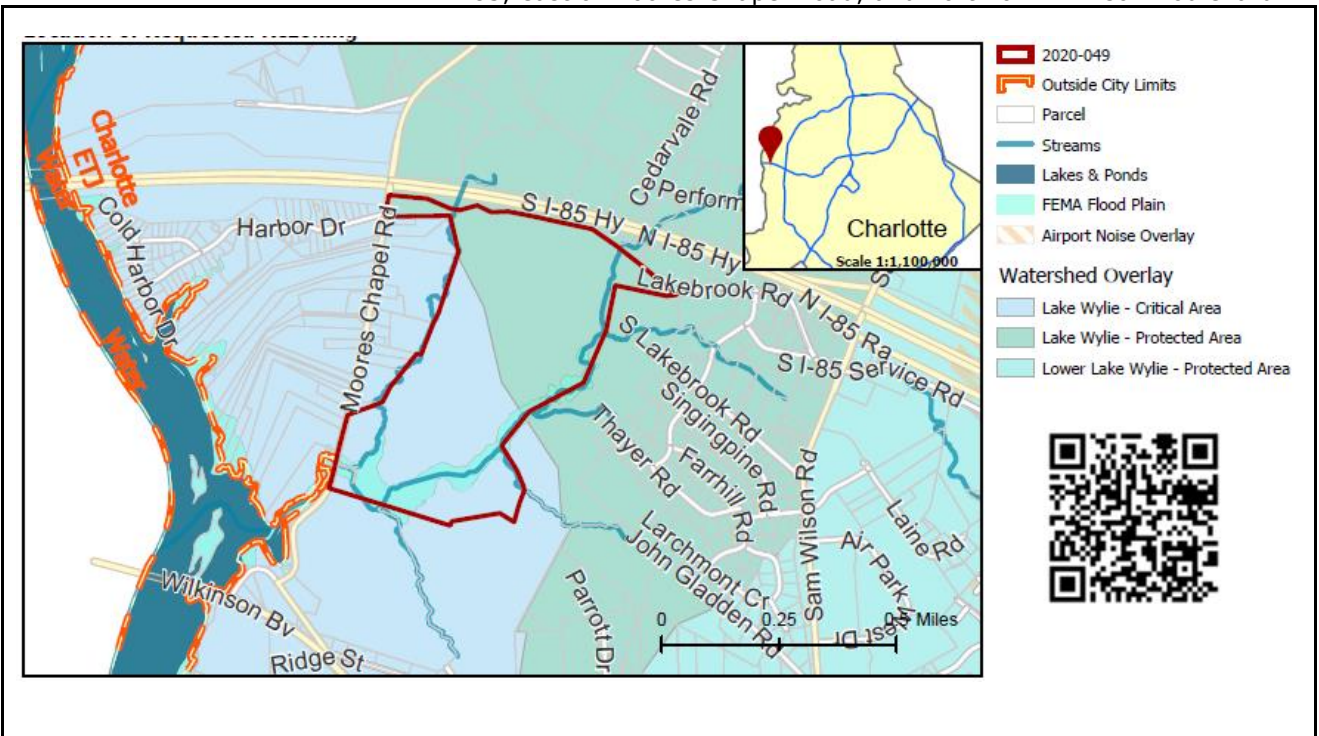 2020-049
Outside City Limits
Parcel
Streams
Lakes & Ponds
FEMA Flood Plain
Airport Noise Overlay
Watershed Overlay
Lake Wylie - Critical Area
Lake Wylie - Protected Area
Lower Lake Wylie - Protected Area
Charlotte
Scale 1:1,100,000
Charlotte
ETJ
Water
Water
Cold Harbor Dr
Harbor Dr
Moores Chapel Rd
S I-85 Hy
N I-85 Hy
Cedarvale Rd
Perform
Lakebrook Rd
N I-85 Ra
S I-85 Service Rd
S Lakebrook Rd
Singingpine Rd
Thayer Rd
Farrhill Rd
Sam Wilson Rd
Laine Rd
Air Park
West Dr
Larchmont Cr
John Gladden Rd
Parrott Dr
Wilkinson Bv
Ridge St
0
0.25
0.5 Miles